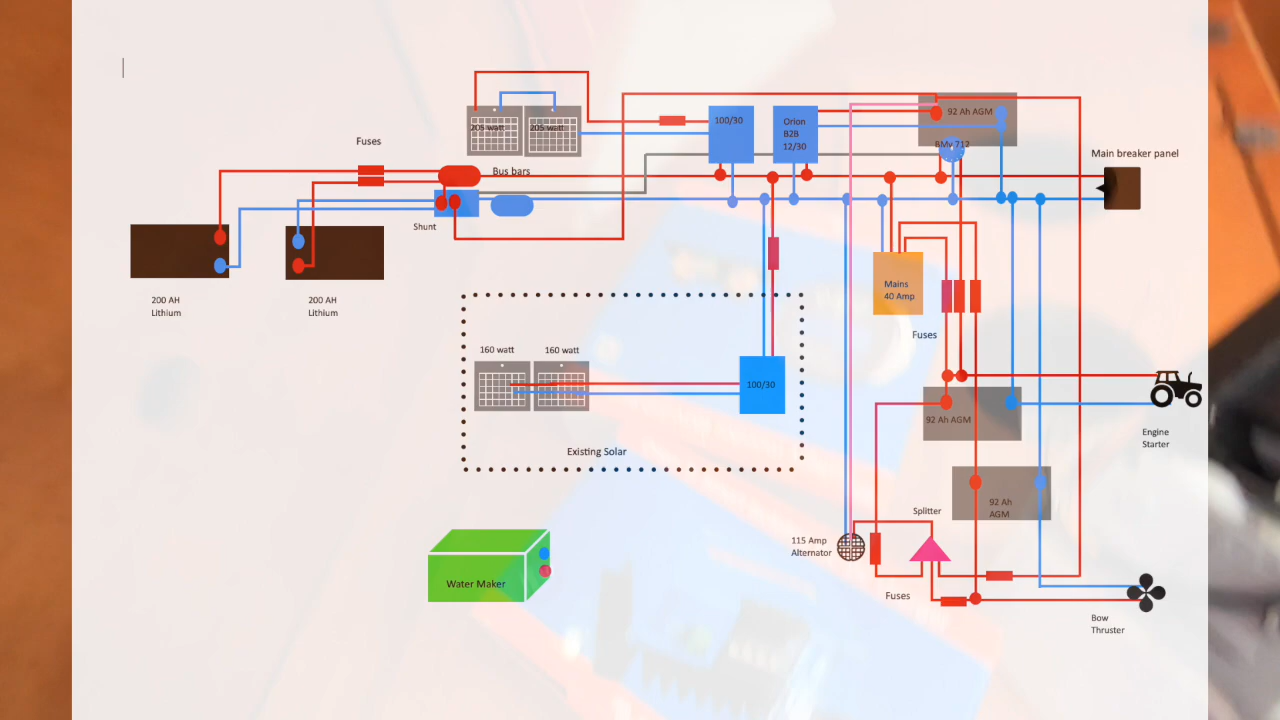 205 watt
205 watt
100/30
Orion
B2B
12/30
92 Ah AGM
BMv 712
Main breaker panel
Fuses
Bus bars
Shunt
200 AH
Lithium
200 AH
Lithium
Mains
40 Amp
Fuses
160 watt
160 watt
100/30
Existing Solar
92 Ah AGM
Engine
Starter
92 Ah
AGM
Splitter
115 Amp
Alternator
Fuses
Water Maker
Bow
Thruster